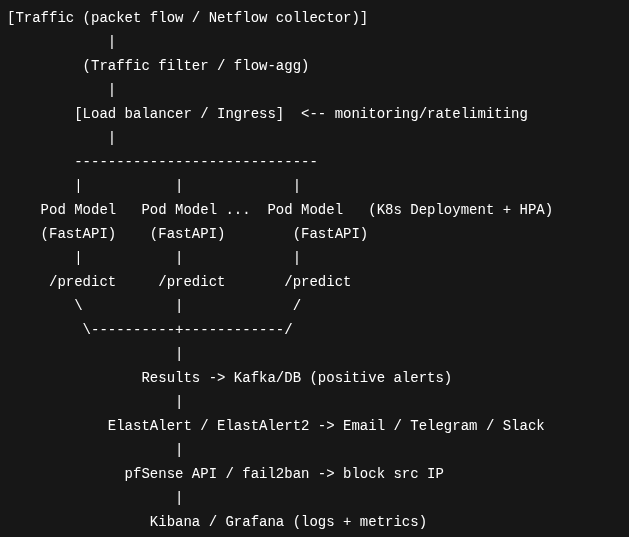 [Traffic (packet flow / Netflow collector)]
            |
         (Traffic filter / flow-agg)
            |
        [Load balancer / Ingress]  <-- monitoring/ratelimiting
            |
        -----------------------------
        |           |             |
    Pod Model   Pod Model ...  Pod Model   (K8s Deployment + HPA)
    (FastAPI)    (FastAPI)        (FastAPI)
        |           |             |
     /predict     /predict       /predict
        \           |             /
         \----------+------------/
                    |
                Results -> Kafka/DB (positive alerts)
                    |
            ElastAlert / ElastAlert2 -> Email / Telegram / Slack
                    |
              pfSense API / fail2ban -> block src IP
                    |
                 Kibana / Grafana (logs + metrics)